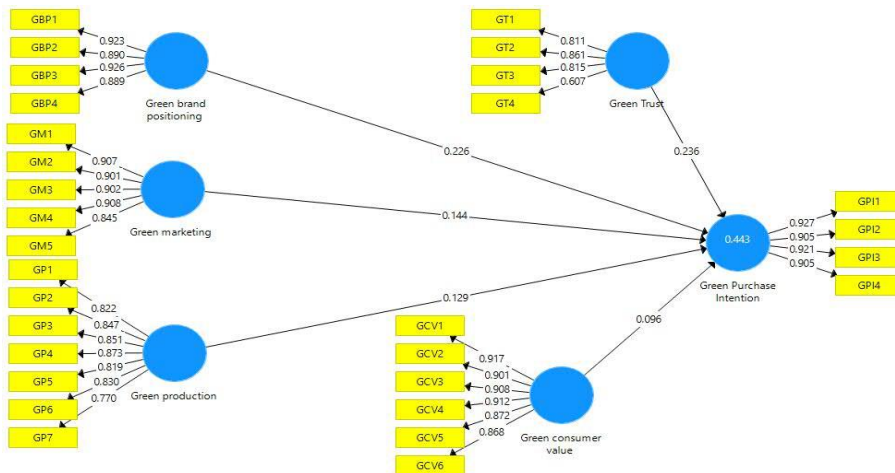 GBP1
GBP2
GBP3
GBP4
0.923
0.890
0.926
0.889
Green brand
positioning
GT1
GT2
GT3
GT4
0.811
0.861
0.815
0.607
Green Trust
GM1
GM2
GM3
GM4
GM5
0.907
0.901
0.902
0.908
0.845
Green marketing
0.226
0.236
0.144
0.129
0.096
0.443
Green Purchase
Intention
0.927
0.905
0.921
0.905
GPI1
GPI2
GPI3
GPI4
GP1
GP2
GP3
GP4
GP5
GP6
GP7
0.822
0.847
0.851
0.873
0.819
0.830
0.770
Green production
GCV1
GCV2
GCV3
GCV4
GCV5
GCV6
0.917
0.901
0.908
0.912
0.872
0.868
Green consumer
value